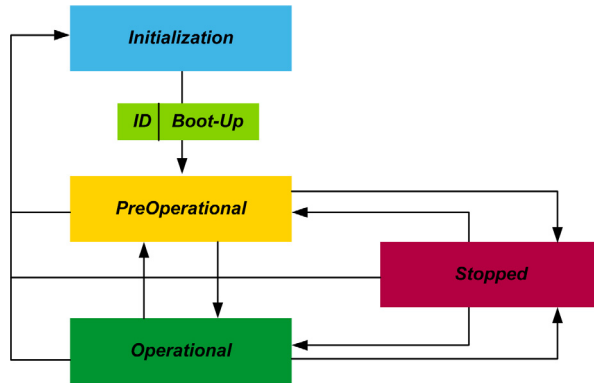 Initialization
ID Boot-Up
PreOperational
Stopped
Operational